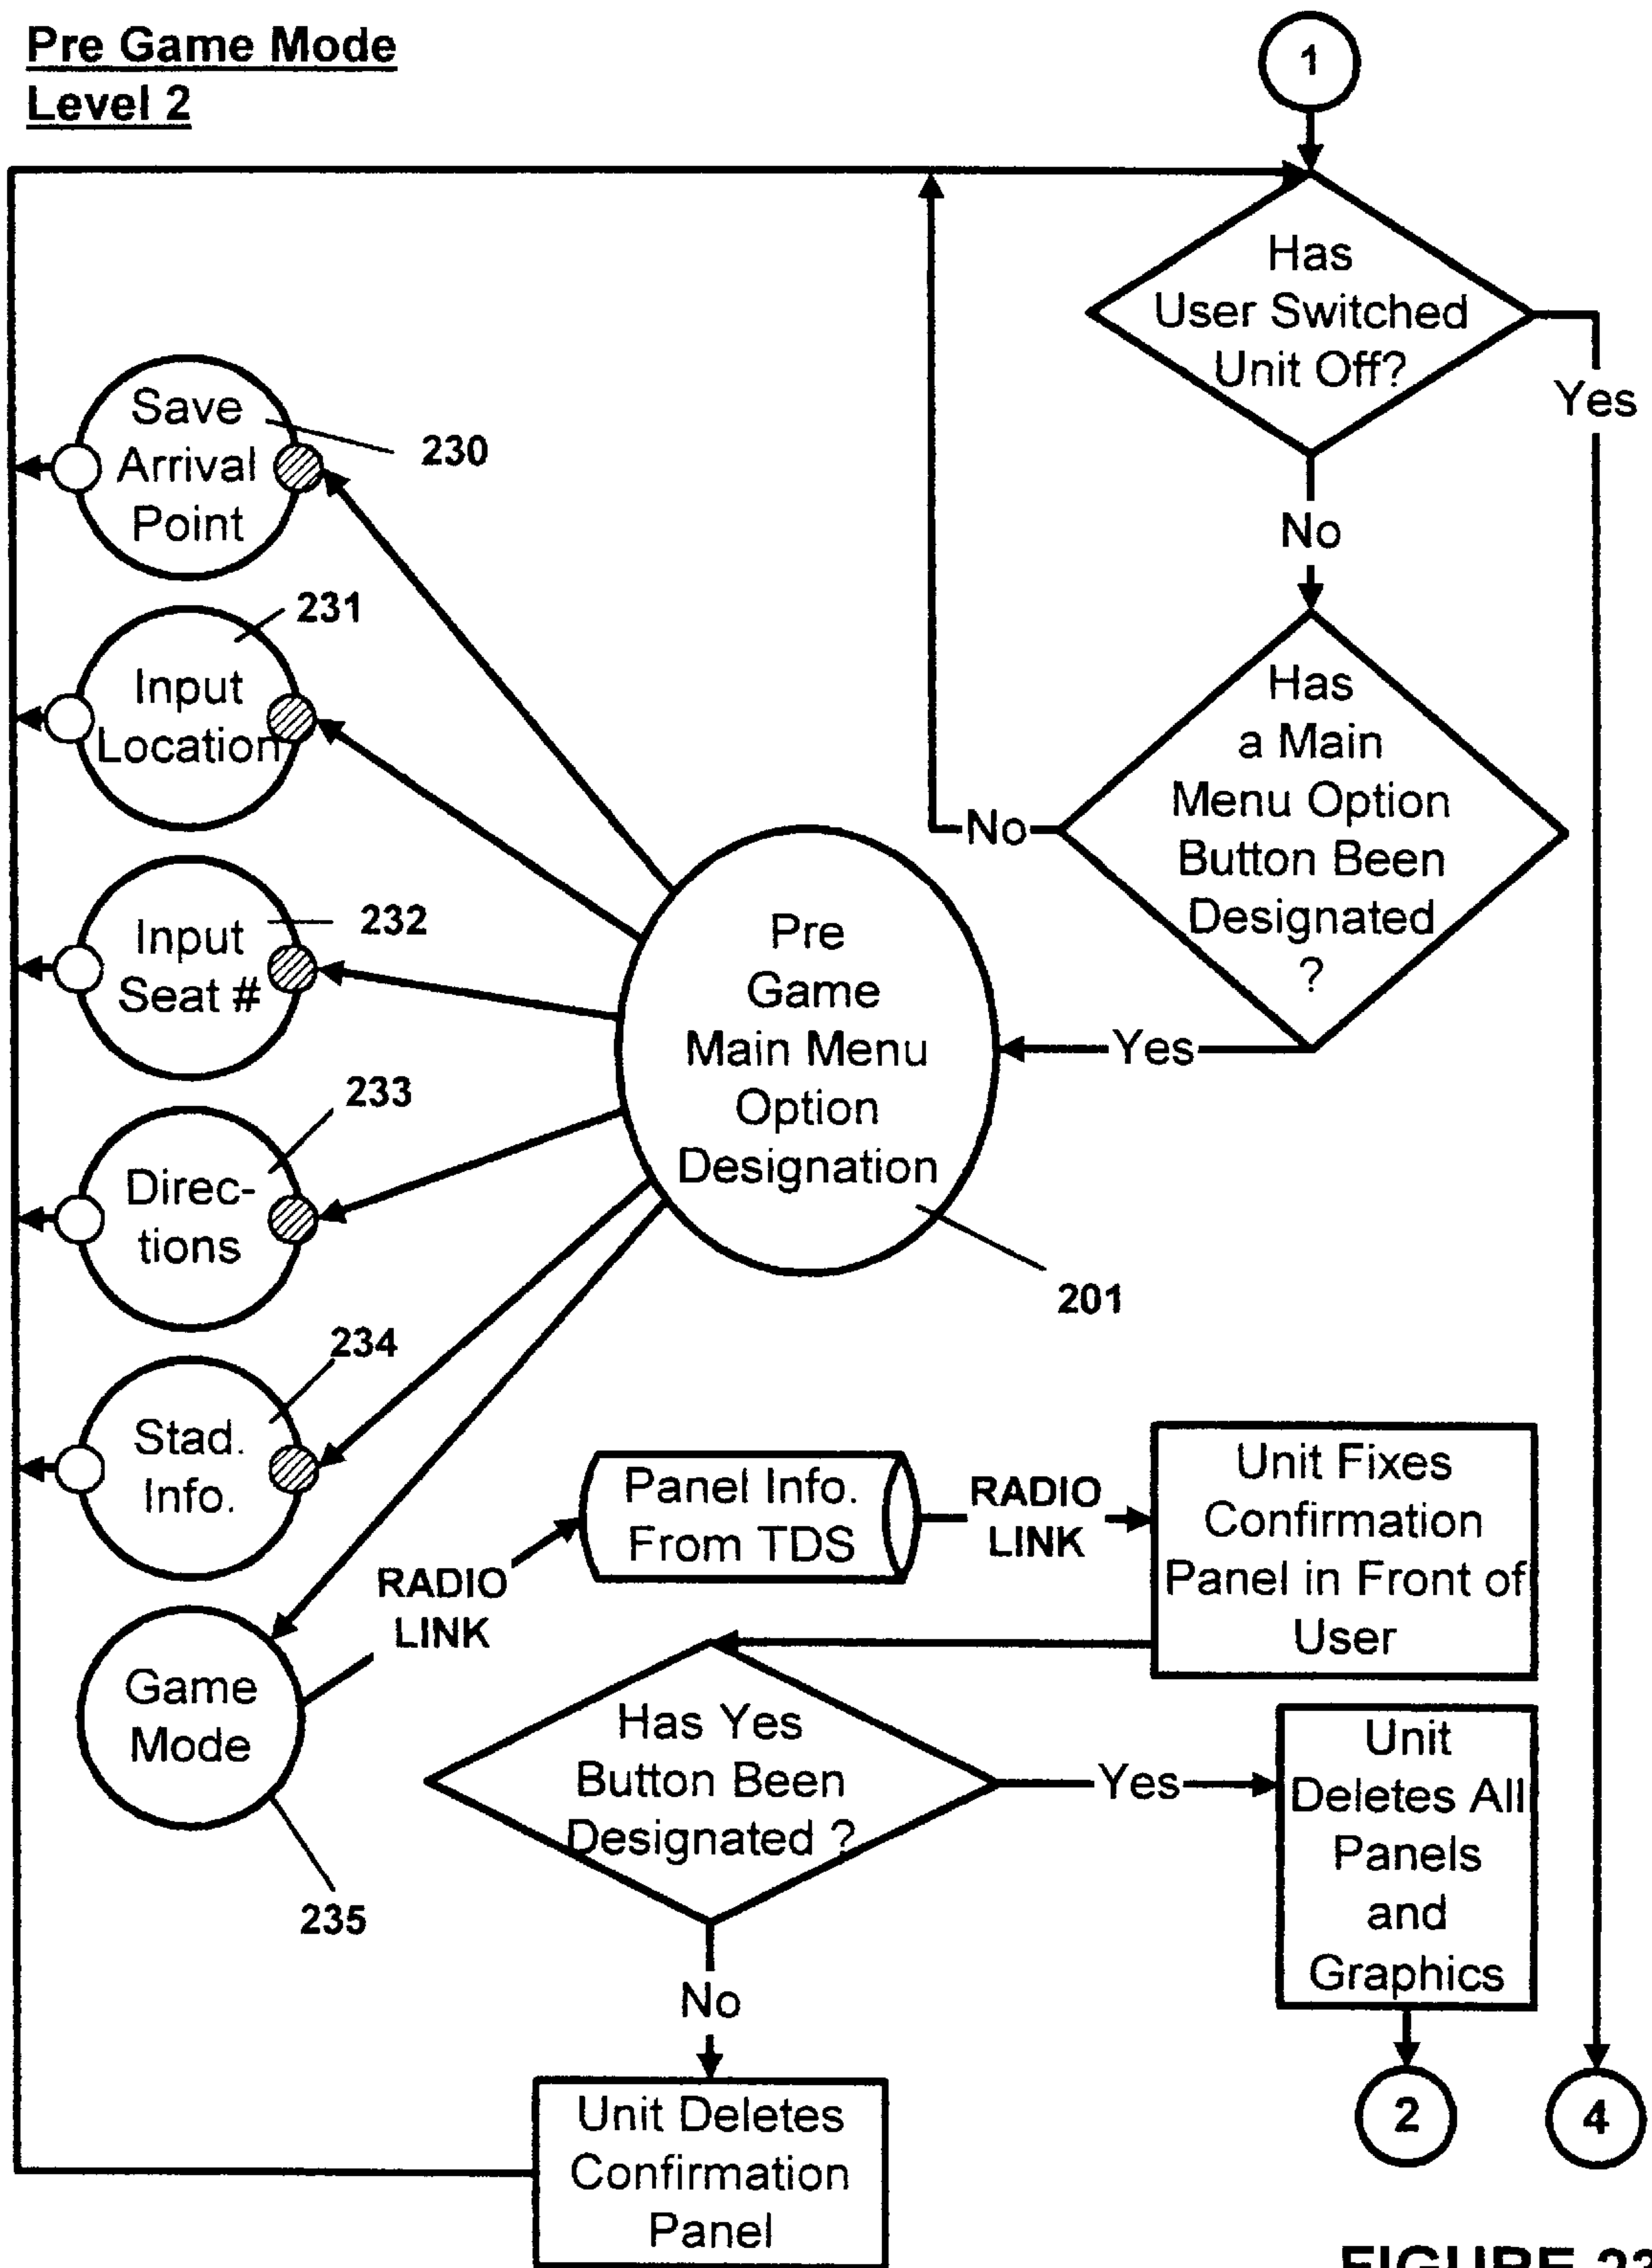 Pre Game Mode
Level 2
1
Has
User Switched
Unit Off?
Yes
No
Save
Arrival
Point
230
231
Input
Location
Has
a Main
Menu Option
Button Been
Designated
?
No
Yes
Input
Seat #
232
Pre
Game
Main Menu
Option
Designation
201
233
Direc-
tions
234
Stad.
Info.
RADIO
LINK
Panel Info.
From TDS
RADIO
LINK
Unit Fixes
Confirmation
Panel in Front of
User
Game
Mode
235
Has Yes
Button Been
Designated ?
Yes
Unit
Deletes All
Panels
and
Graphics
No
Unit Deletes
Confirmation
Panel
2
4
FIGURE 23